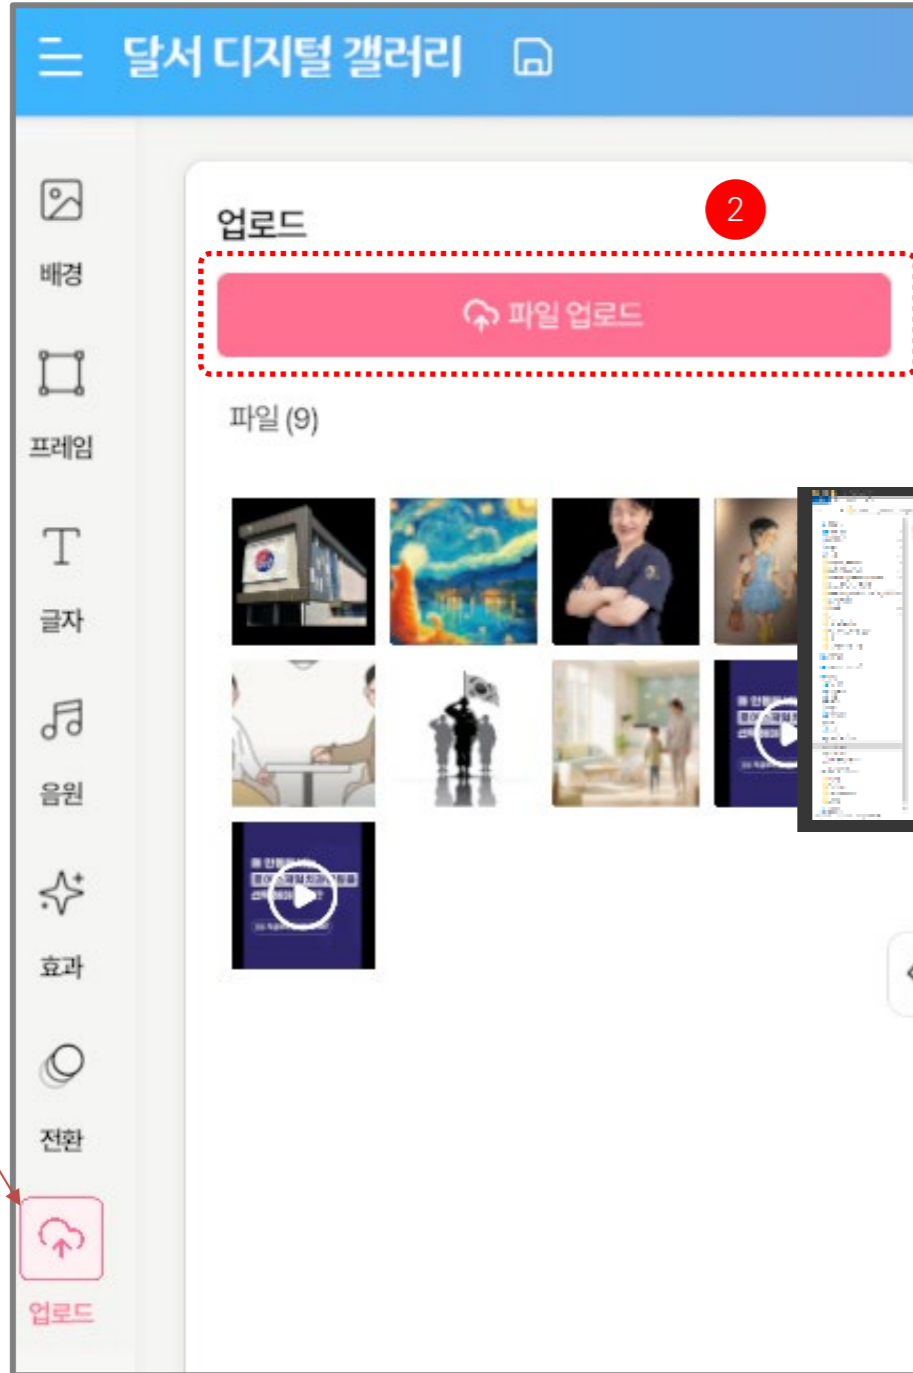 달서 디지털 갤러리
배경
프레임
글자
음원
효과
전환
업로드
업로드
2
파일 업로드
파일 (9)